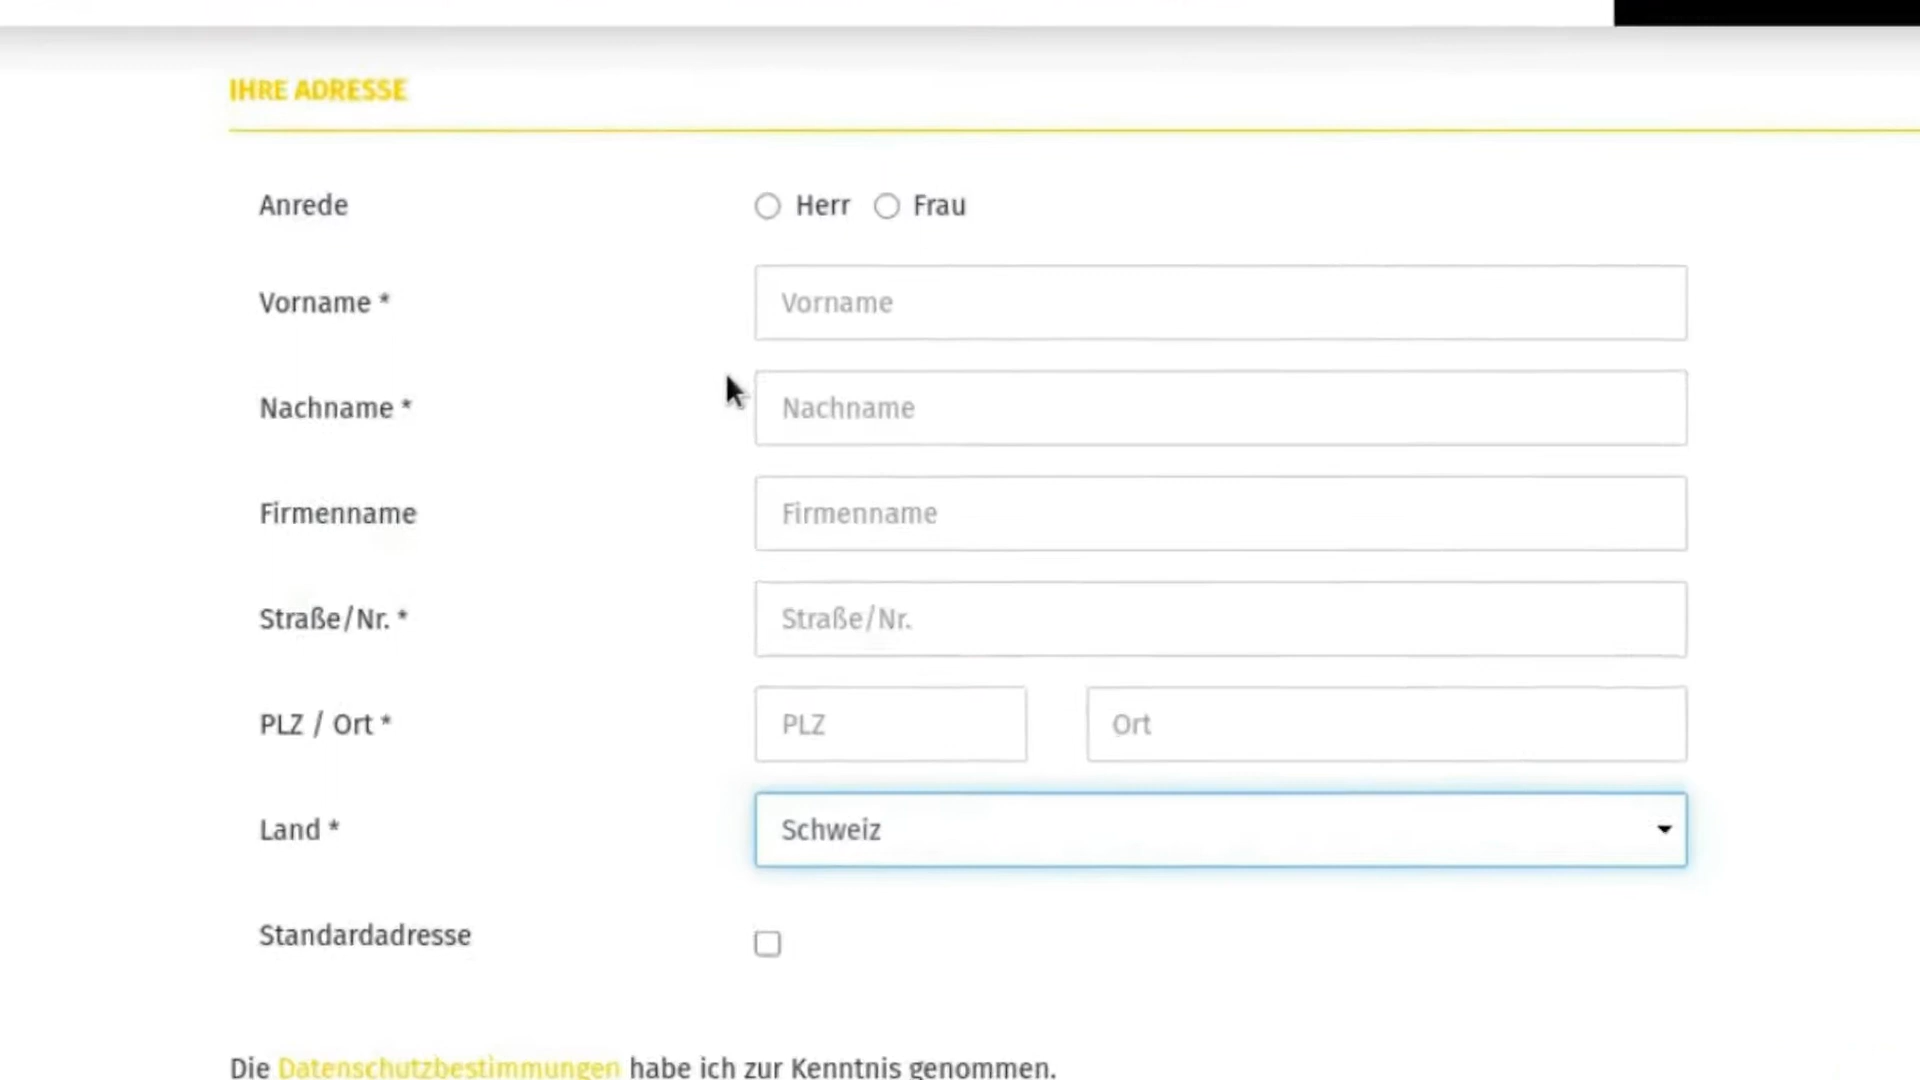 IHRE ADRESSE
Anrede Herr Frau
Vorname * Vorname
Nachname * Nachname
Firmenname Firmenname
Straße/Nr. * Straße/Nr.
PLZ / Ort * PLZ Ort
Land * Schweiz
Standardadresse
Die Datenschutzbestimmungen habe ich zur Kenntnis genommen.